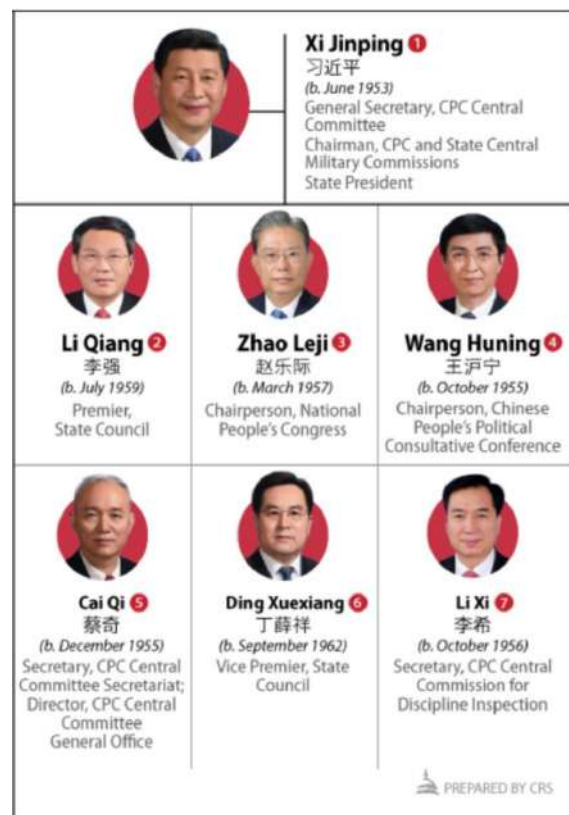 Xi Jinping 1
习近平
(b. June 1953)
General Secretary, CPC Central
Committee
Chairman, CPC and State Central
Military Commissions
State President
Li Qiang 2
李强
(b. July 1959)
Premier,
State Council
Zhao Leji 3
赵乐际
(b. March 1957)
Chairperson, National
People's Congress
Wang Huning 4
王沪宁
(b. October 1955)
Chairperson, Chinese
People's Political
Consultative Conference
Cai Qi 5
蔡奇
(b. December 1955)
Secretary, CPC Central
Committee Secretariat;
Director, CPC Central
Committee
General Office
Ding Xuexiang 6
丁薛祥
(b. September 1962)
Vice Premier, State
Council
Li Xi 7
李希
(b. October 1956)
Secretary, CPC Central
Commission for
Discipline Inspection
PREPARED BY CRS